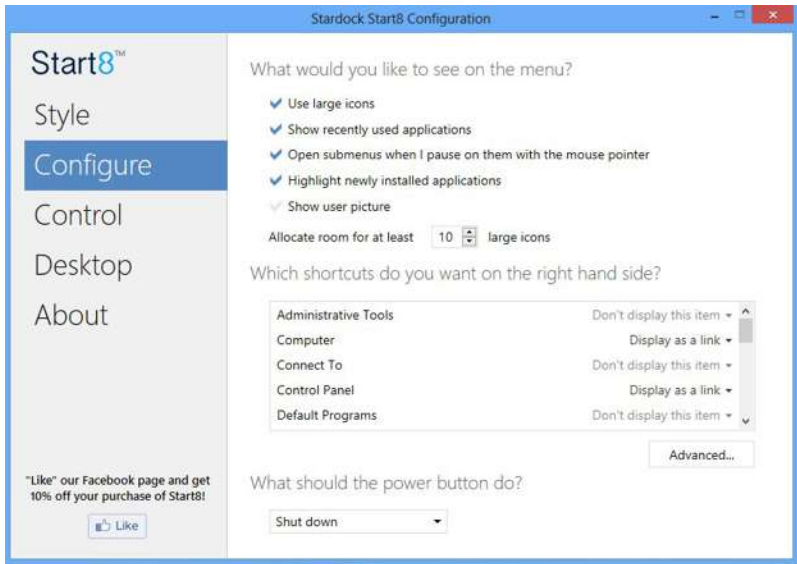 Stardock Start8 Configuration
Start8™
Style
Configure
Control
Desktop
About
"Like" our Facebook page and get
10% off your purchase of Start8!
Like
What would you like to see on the menu?
Use large icons
Show recently used applications
Open submenus when I pause on them with the mouse pointer
Highlight newly installed applications
Show user picture
Allocate room for at least 10 large icons
Which shortcuts do you want on the right hand side?
Administrative Tools Don't display this item
Computer Display as a link
Connect To Don't display this item
Control Panel Display as a link
Default Programs Don't display this item
Advanced...
What should the power button do?
Shut down